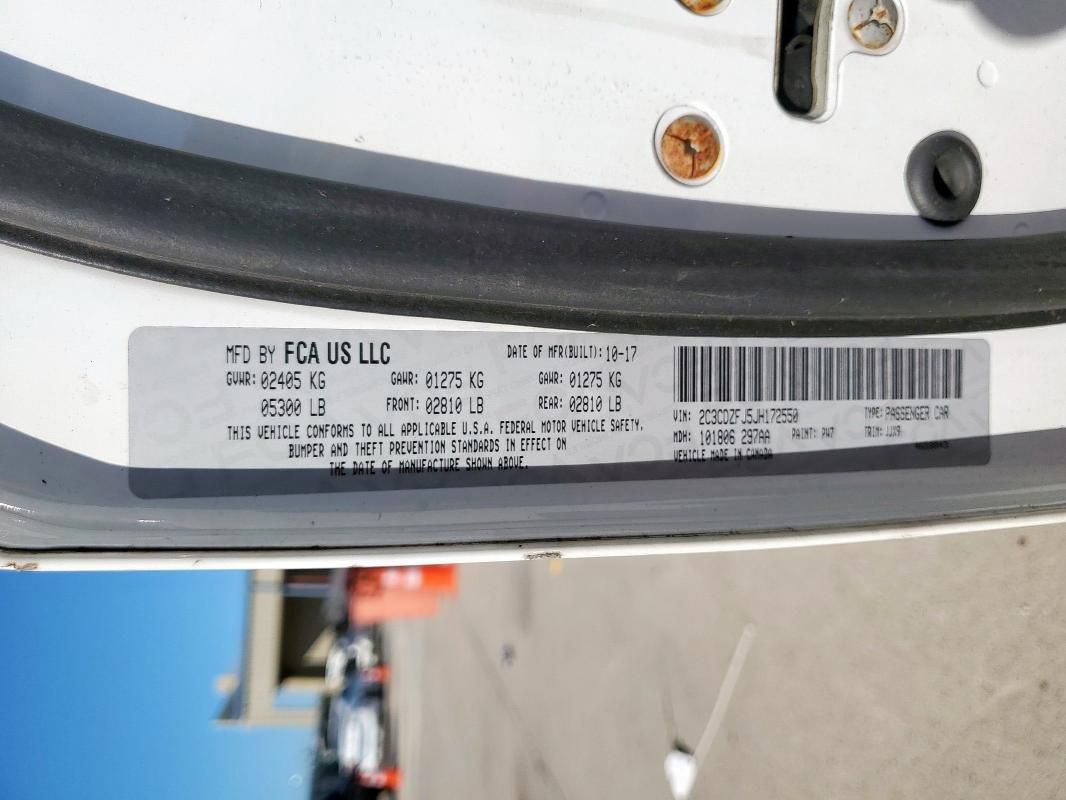 MFD BY FCA US LLC DATE OF MFR(BUILT): 10-17
GVWR: 02405 KG GAWR: 01275 KG GAWR: 01275 KG
05300 LB FRONT: 02810 LB REAR: 02810 LB
THIS VEHICLE CONFORMS TO ALL APPLICABLE U.S.A. FEDERAL MOTOR VEHICLE SAFETY,
BUMPER AND THEFT PREVENTION STANDARDS IN EFFECT ON
THE DATE OF MANUFACTURE SHOWN ABOVE.
VIN: 2C3CDZFJ5JH172550 TYPE: PASSENGER CAR
MDH: 101806 297AA PAINT: PW7 TRIM: JJX9
VEHICLE MADE IN CANADA